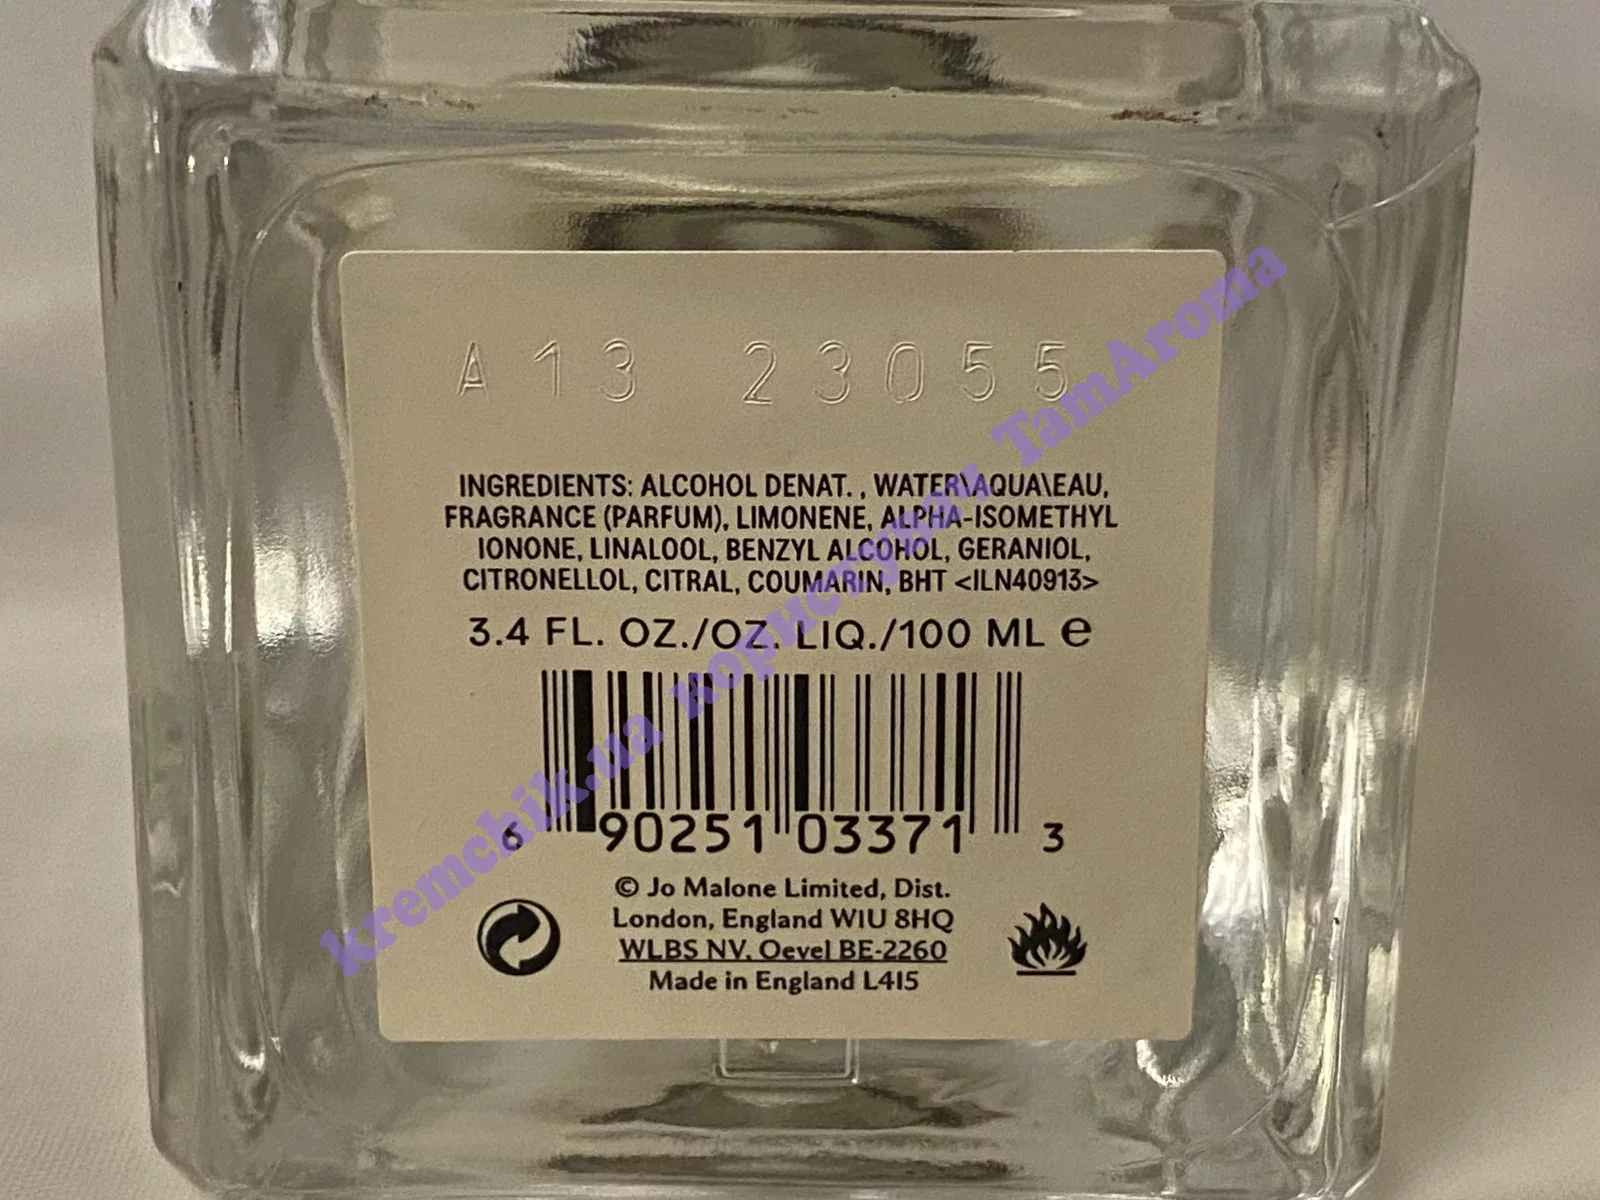 A13 23055
INGREDIENTS: ALCOHOL DENAT. , WATER\AQUA\EAU,
FRAGRANCE (PARFUM), LIMONENE, ALPHA-ISOMETHYL
IONONE, LINALOOL, BENZYL ALCOHOL, GERANIOL,
CITRONELLOL, CITRAL, COUMARIN, BHT <ILN40913>
3.4 FL. OZ./OZ. LIQ./100 ML e
6 90251 03371 3
© Jo Malone Limited, Dist.
London, England W1U 8HQ
WLBS NV, Oevel BE-2260
Made in England L415
kremchik.ua користувач TamAroma